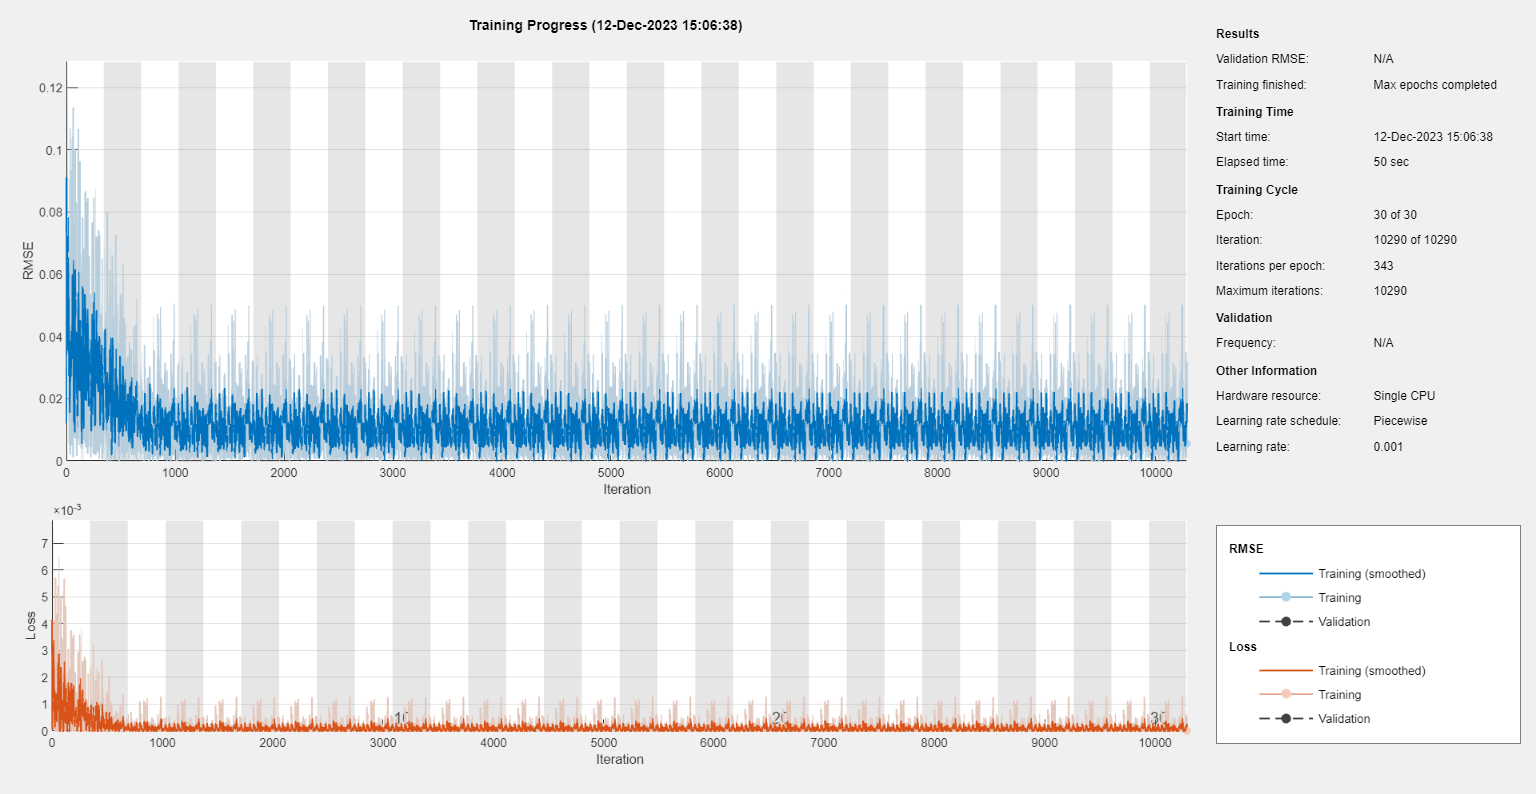 Training Progress (12-Dec-2023 15:06:38)
0.12
0.1
0.08
0.06
0.04
0.02
0
RMSE
0 1000 2000 3000 4000 5000 6000 7000 8000 9000 10000
Iteration
×10⁻³
7
6
5
4
3
2
1
0
Loss
0 1000 2000 3000 4000 5000 6000 7000 8000 9000 10000
Iteration
Results
Validation RMSE: N/A
Training finished: Max epochs completed
Training Time
Start time: 12-Dec-2023 15:06:38
Elapsed time: 50 sec
Training Cycle
Epoch: 30 of 30
Iteration: 10290 of 10290
Iterations per epoch: 343
Maximum iterations: 10290
Validation
Frequency: N/A
Other Information
Hardware resource: Single CPU
Learning rate schedule: Piecewise
Learning rate: 0.001
RMSE
Training (smoothed)
Training
Validation
Loss
Training (smoothed)
Training
Validation